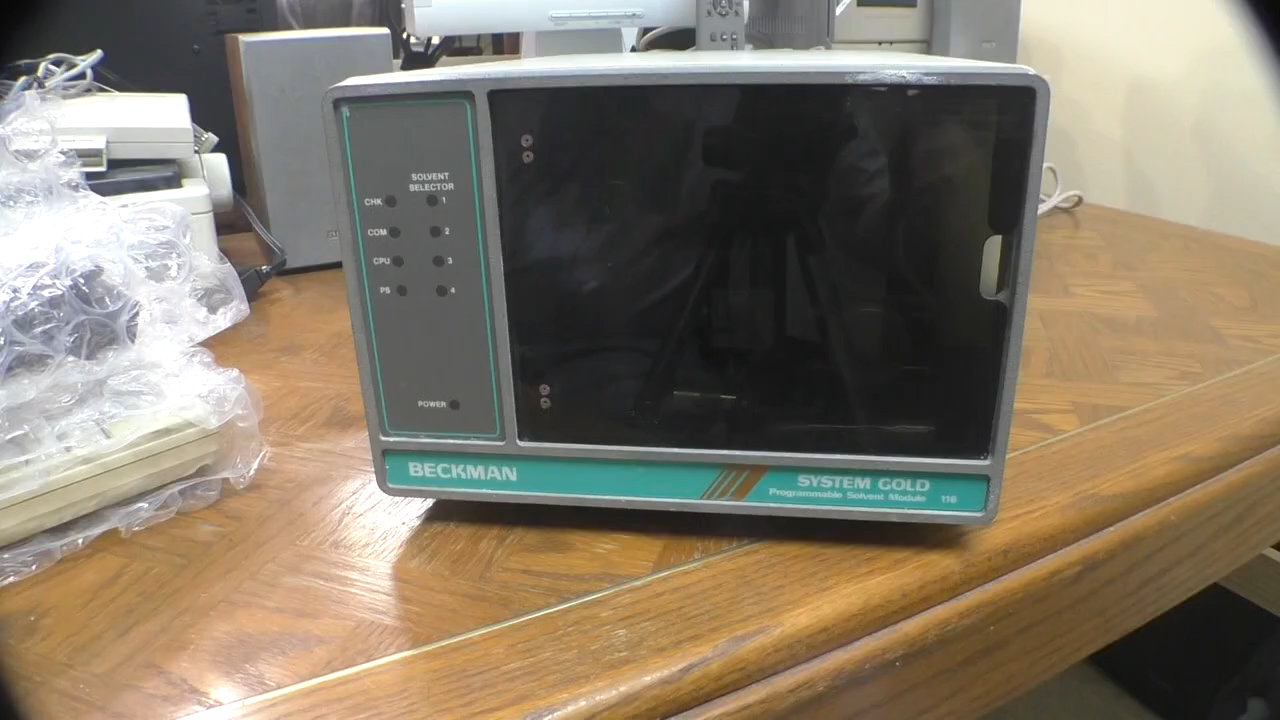 SOLVENT
SELECTOR
CHK 1
COM 2
CPU 3
PS 4
POWER
BECKMAN
SYSTEM GOLD
Programmable Solvent Module 116